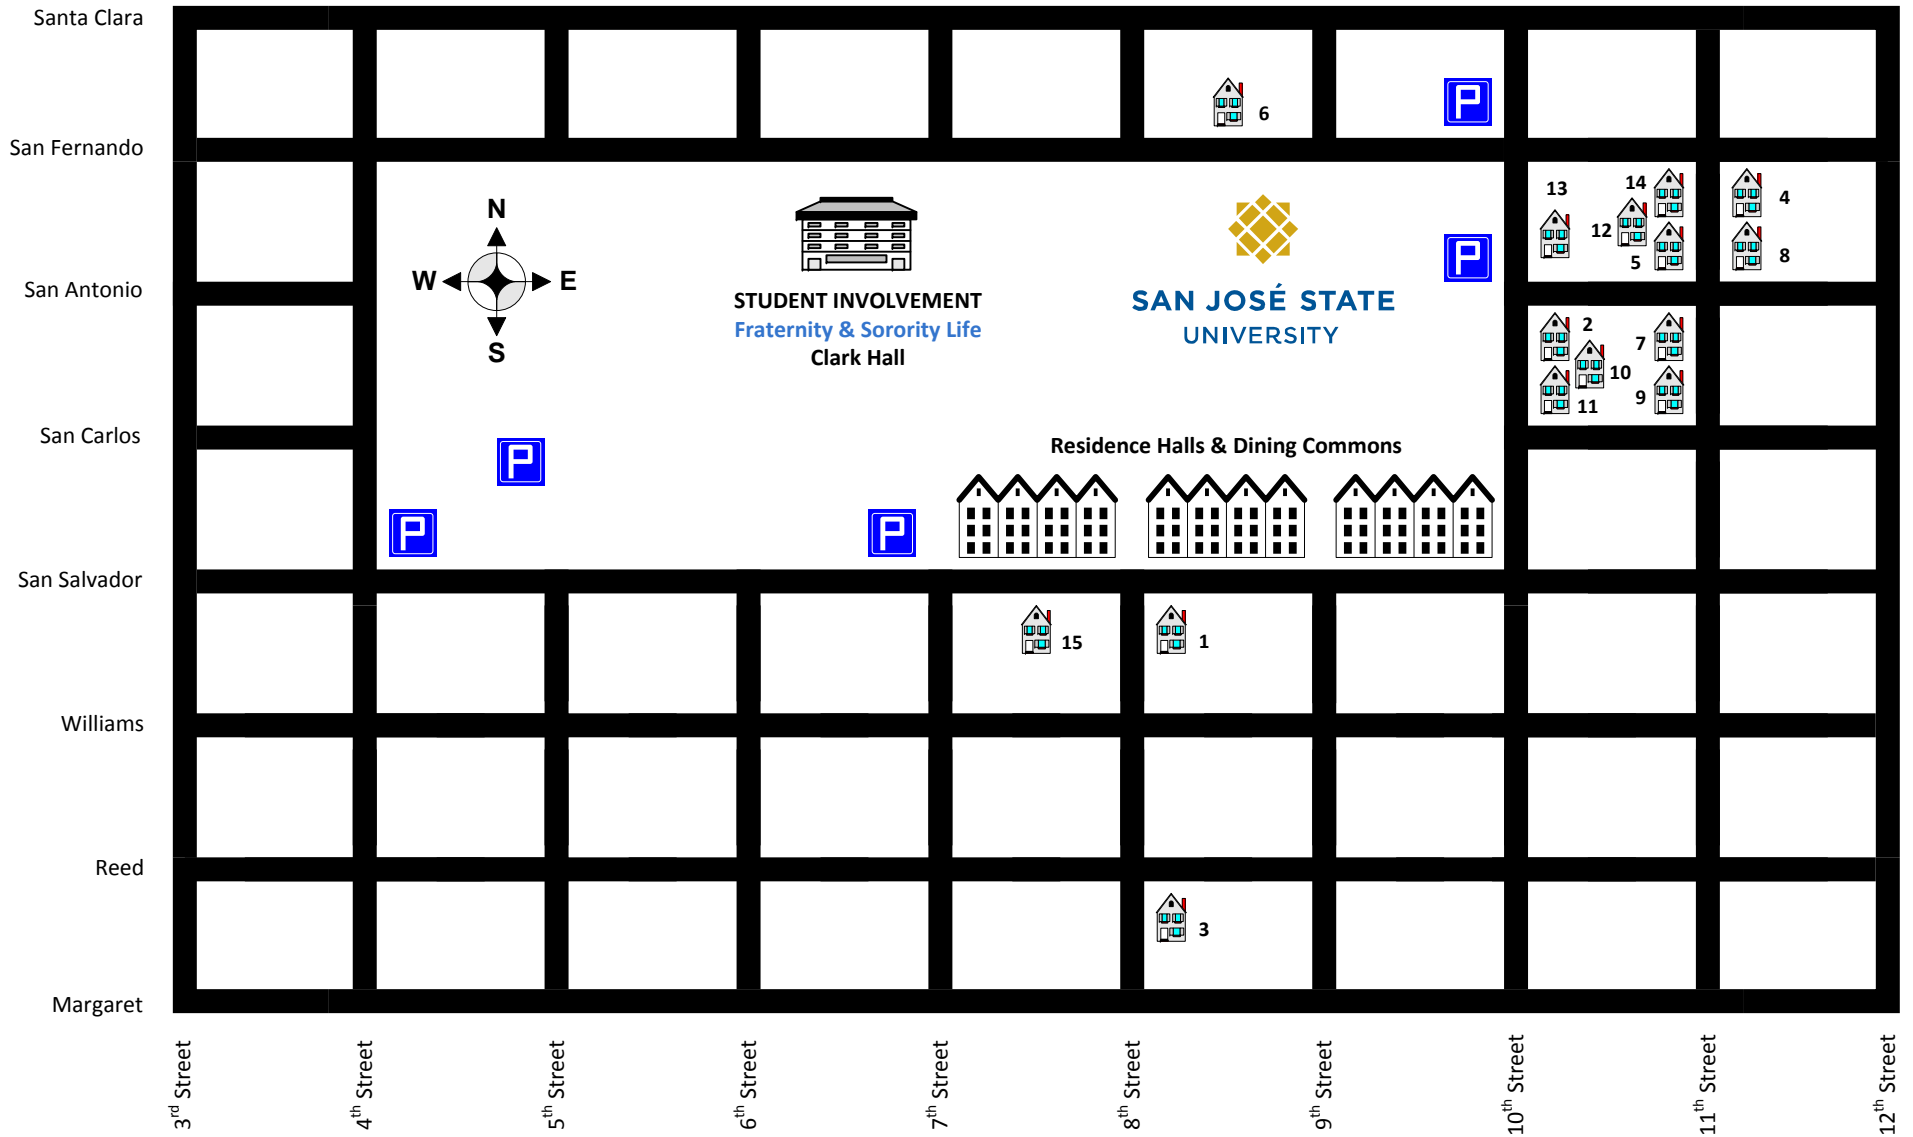 Santa Clara
San Fernando
San Antonio
San Carlos
San Salvador
Williams
Reed
Margaret
P
6
N
W E
S
STUDENT INVOLVEMENT
Fraternity & Sorority Life
Clark Hall
SAN JOSÉ STATE
UNIVERSITY
P
13
14
12
5
4
8
2
7
10
11
9
P
P
P
Residence Halls & Dining Commons
15
1
3
3rd Street
4th Street
5th Street
6th Street
7th Street
8th Street
9th Street
10th Street
11th Street
12th Street